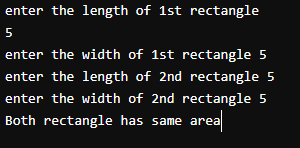 enter the length of 1st rectangle
5
enter the width of 1st rectangle 5
enter the length of 2nd rectangle 5
enter the width of 2nd rectangle 5
Both rectangle has same area